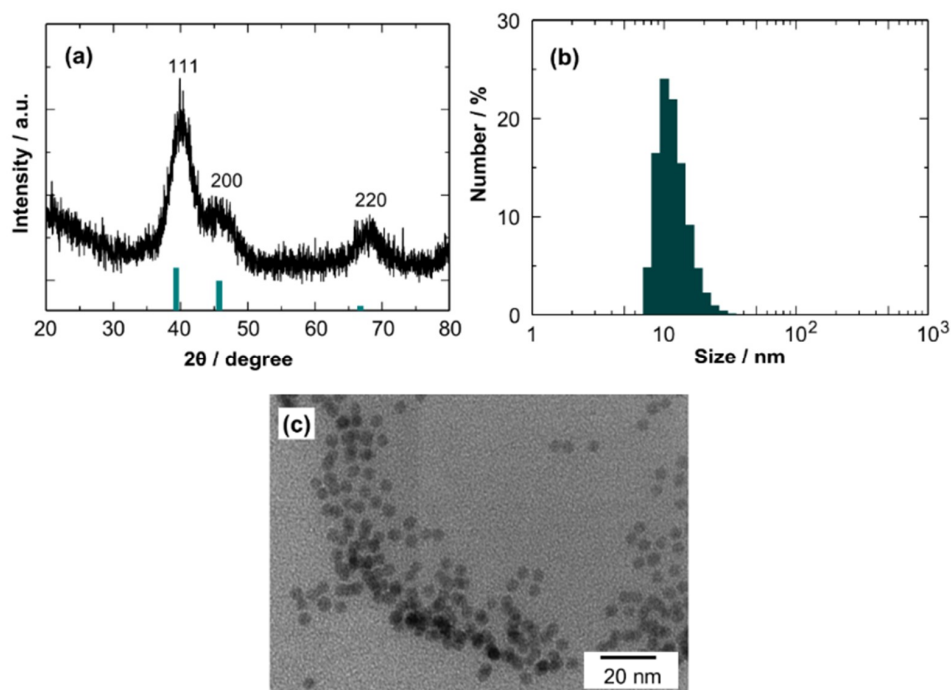 (a)
111
200
220
Intensity / a.u.
20 30 40 50 60 70 80
2θ / degree
(b)
30
20
10
0
Number / %
1 10 10² 10³
Size / nm
(c)
20 nm